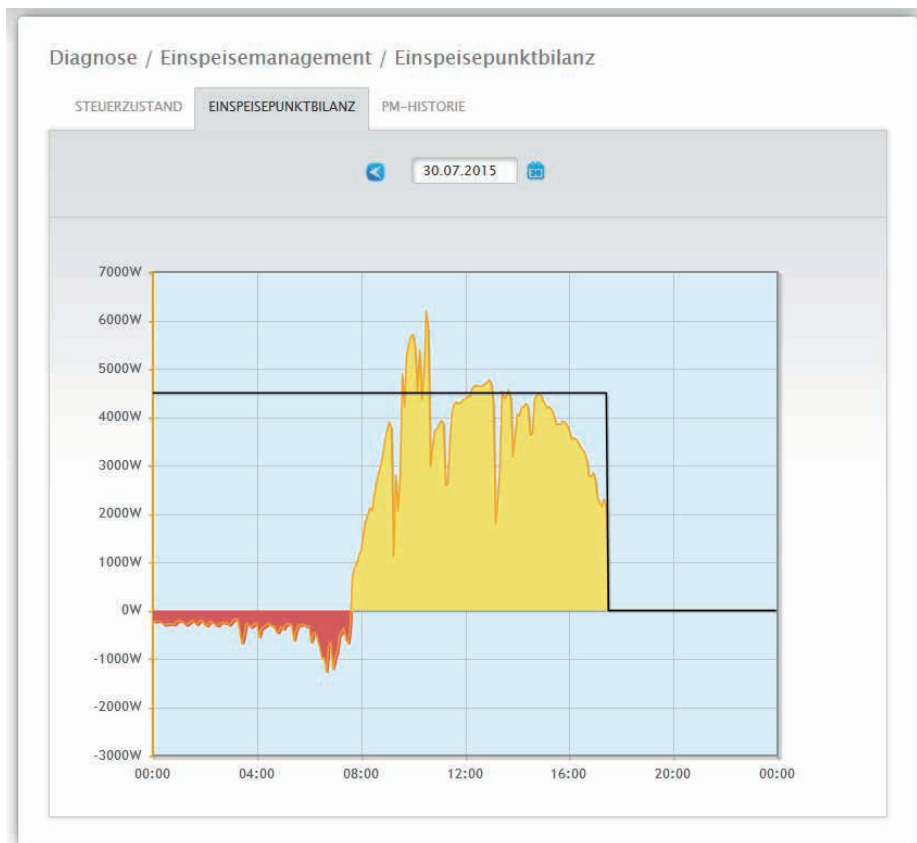 Diagnose / Einspeisemanagement / Einspeisepunktbilanz
STEUERZUSTAND EINSPEISEPUNKTBILANZ PM-HISTORIE
30.07.2015
7000W
6000W
5000W
4000W
3000W
2000W
1000W
0W
-1000W
-2000W
-3000W
00:00 04:00 08:00 12:00 16:00 20:00 00:00